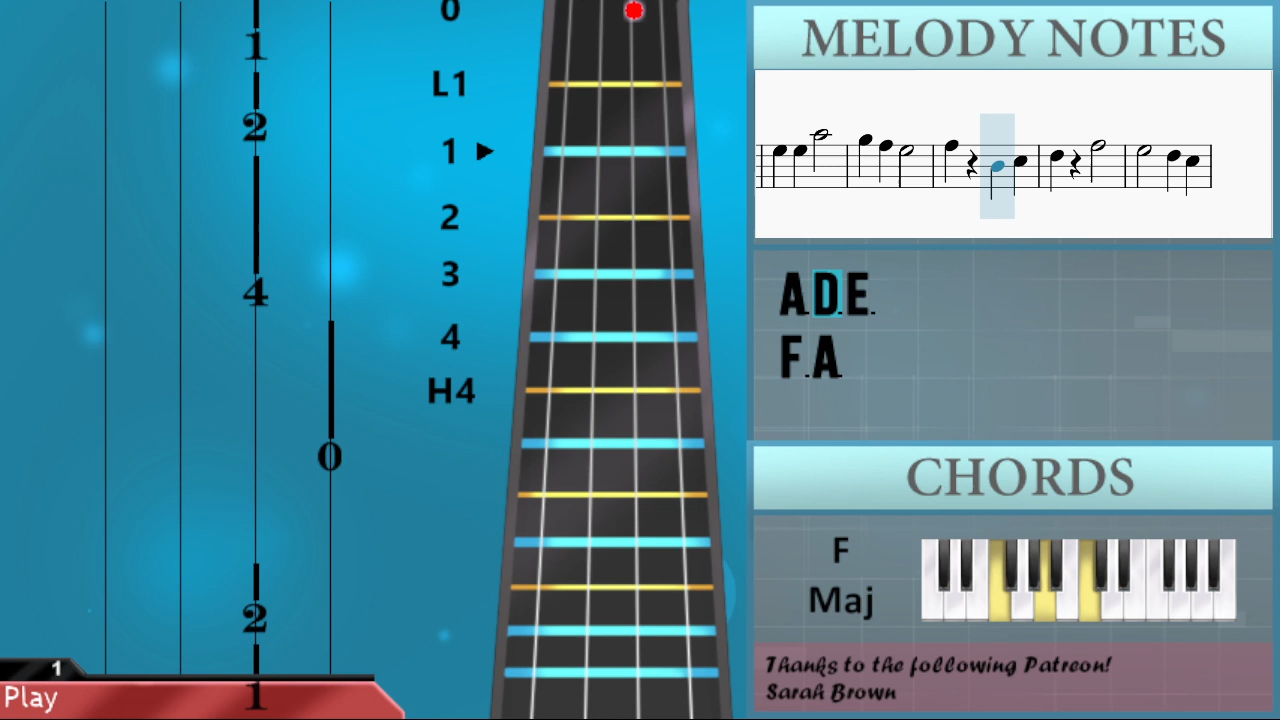 1
2
4
0
2
1
1
Play
0
L1
1
2
3
4
H4
MELODY NOTES
A.D.E.
F.A.
CHORDS
F
Maj
Thanks to the following Patreon!
Sarah Brown